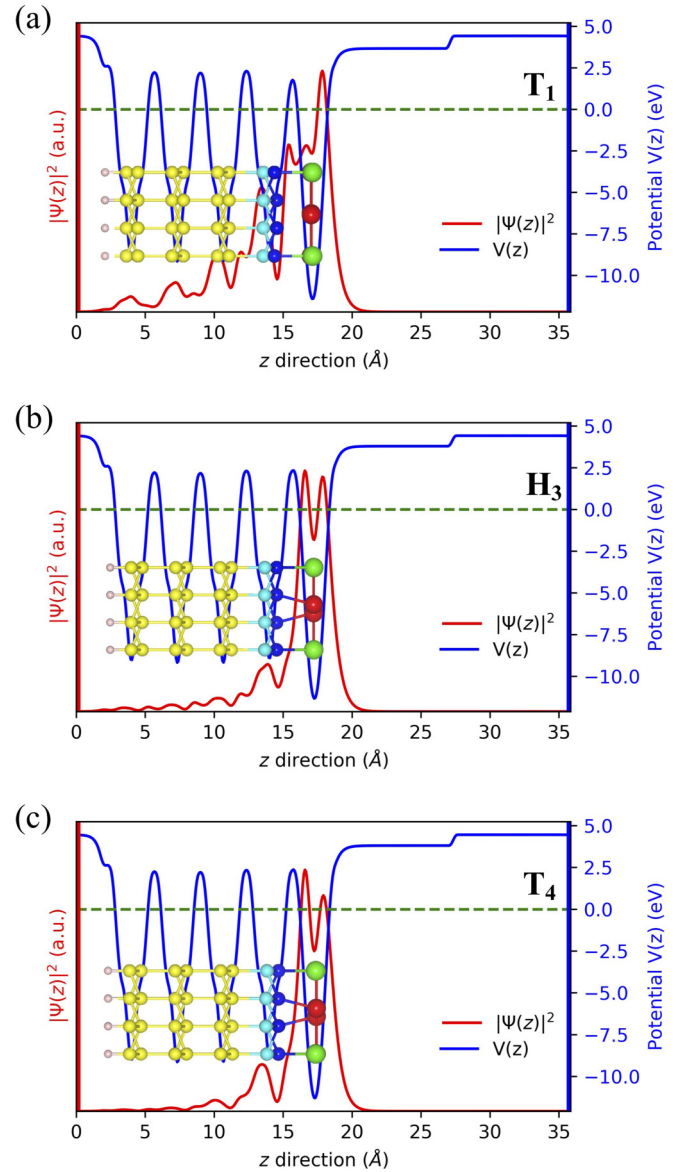 (a)
T1
|Ψ(z)|² (a.u.)
5.0
2.5
0.0
−2.5
−5.0
−7.5
−10.0
Potential V(z) (eV)
|Ψ(z)|²
V(z)
0 5 10 15 20 25 30 35
z direction (Å)
(b)
H3
|Ψ(z)|² (a.u.)
5.0
2.5
0.0
−2.5
−5.0
−7.5
−10.0
Potential V(z) (eV)
|Ψ(z)|²
V(z)
0 5 10 15 20 25 30 35
z direction (Å)
(c)
T4
|Ψ(z)|² (a.u.)
5.0
2.5
0.0
−2.5
−5.0
−7.5
−10.0
Potential V(z) (eV)
|Ψ(z)|²
V(z)
0 5 10 15 20 25 30 35
z direction (Å)